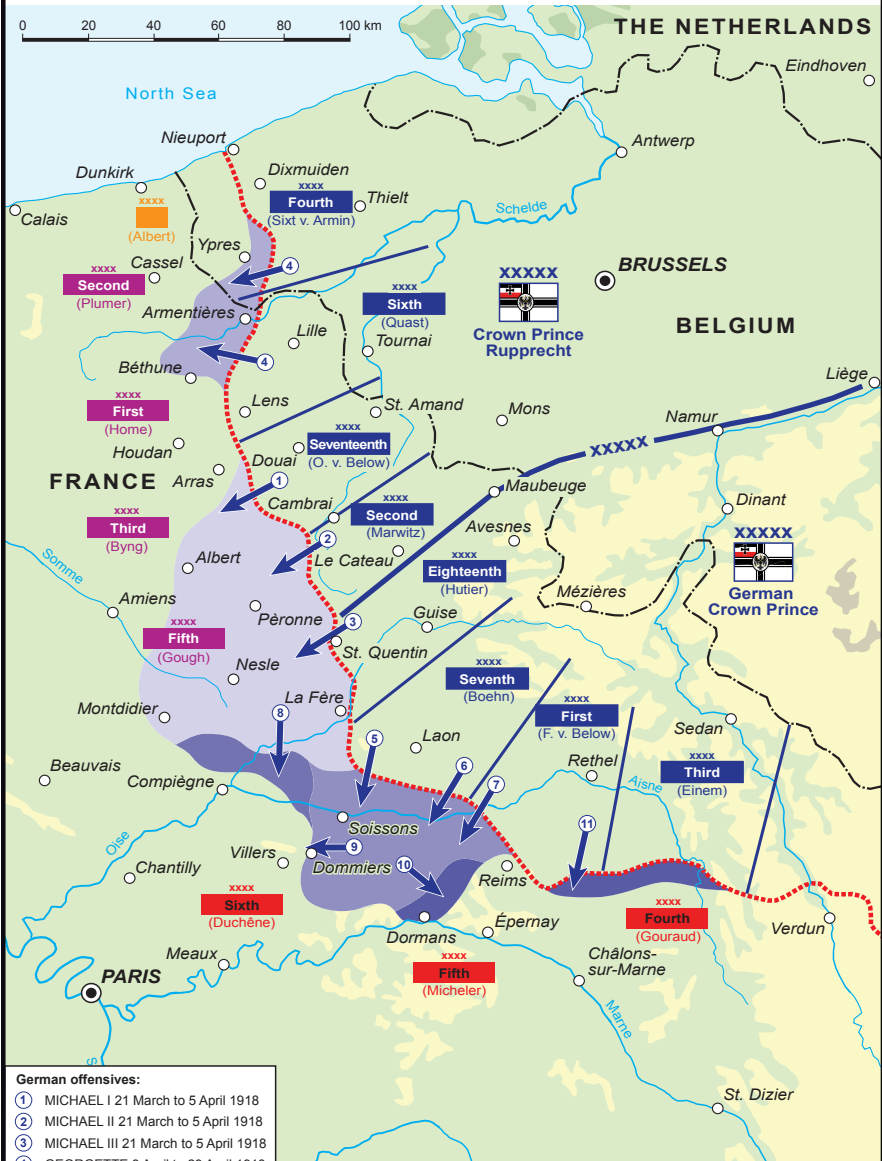 0 20 40 60 80 100 km
THE NETHERLANDS
Eindhoven
North Sea
Nieuport
Antwerp
Dunkirk
Dixmuiden
xxxx
Fourth
(Sixt v. Armin)
Thielt
Schelde
Calais
xxxx
(Albert)
Ypres
Cassel
4
xxxx
Second
(Plumer)
BRUSSELS
xxxxx
Crown Prince
Rupprecht
xxxx
Sixth
(Quast)
Armentières
Lille
Tournai
BELGIUM
4
Béthune
Liège
xxxx
First
(Home)
Lens
St. Amand
Mons
Namur
Houdan
Douai
xxxx
Seventeenth
(O. v. Below)
xxxxx
FRANCE
Arras
1
Maubeuge
Cambrai
xxxx
Second
(Marwitz)
Dinant
xxxx
Third
(Byng)
Avesnes
2
Le Cateau
xxxxx
German
Crown Prince
Somme
Albert
xxxx
Eighteenth
(Hutier)
Amiens
Pèronne
Mézières
3
Guise
xxxx
Fifth
(Gough)
St. Quentin
Nesle
xxxx
Seventh
(Boehn)
La Fère
xxxx
First
(F. v. Below)
Montdidier
8
Sedan
5
Laon
6
Rethel
xxxx
Third
(Einem)
Beauvais
Compiègne
7
Aisne
Soissons
11
Oise
Villers
9
Dommiers
10
Chantilly
Reims
xxxx
Sixth
(Duchêne)
xxxx
Fourth
(Gouraud)
Dormans
Épernay
Verdun
Meaux
xxxx
Fifth
(Micheler)
Châlons-
sur-Marne
PARIS
Marne
German offensives:
1 MICHAEL I 21 March to 5 April 1918
2 MICHAEL II 21 March to 5 April 1918
3 MICHAEL III 21 March to 5 April 1918
St. Dizier